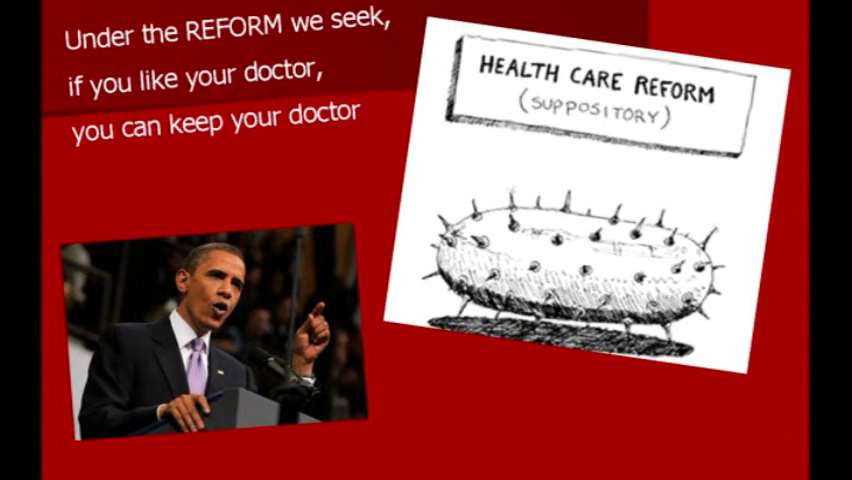 Under the REFORM we seek,
if you like your doctor,
you can keep your doctor
HEALTH CARE REFORM
(SUPPOSITORY)